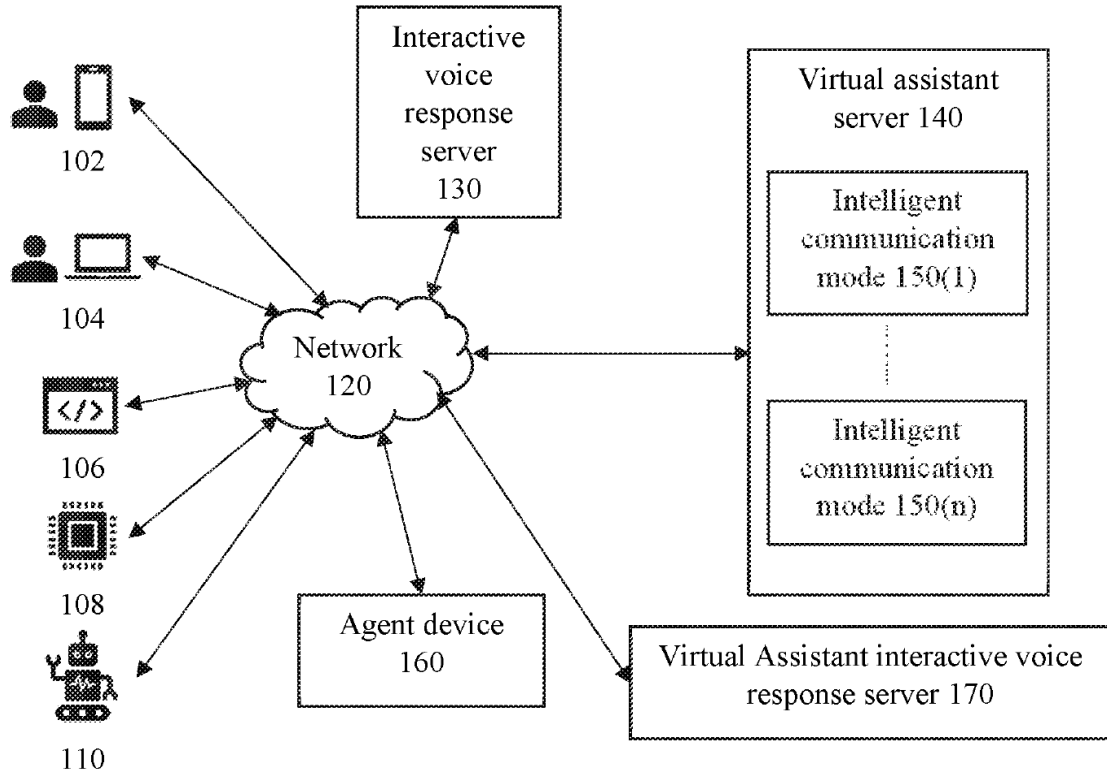 Interactive
voice
response
server
130
Virtual assistant
server 140
Intelligent
communication
mode 150(1)
Intelligent
communication
mode 150(n)
102
104
Network
120
</>
106
108
110
Agent device
160
Virtual Assistant interactive voice
response server 170